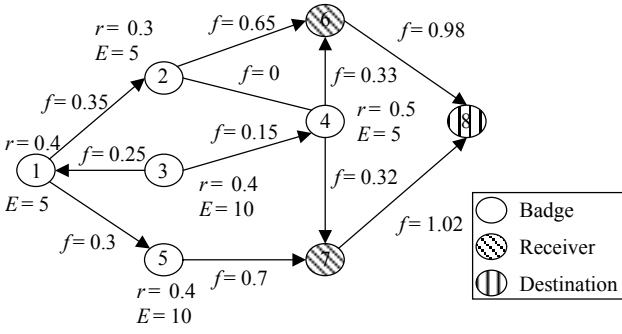 r = 0.3
E = 5
f= 0.65
6
f= 0.98
2
f= 0
f= 0.33
f= 0.35
4
r = 0.5
E = 5
8
r = 0.4
f= 0.25
f= 0.15
1
3
E = 5
r = 0.4
E = 10
f= 0.32
f= 0.3
f= 1.02
5
f= 0.7
7
r = 0.4
E = 10
Badge
Receiver
Destination